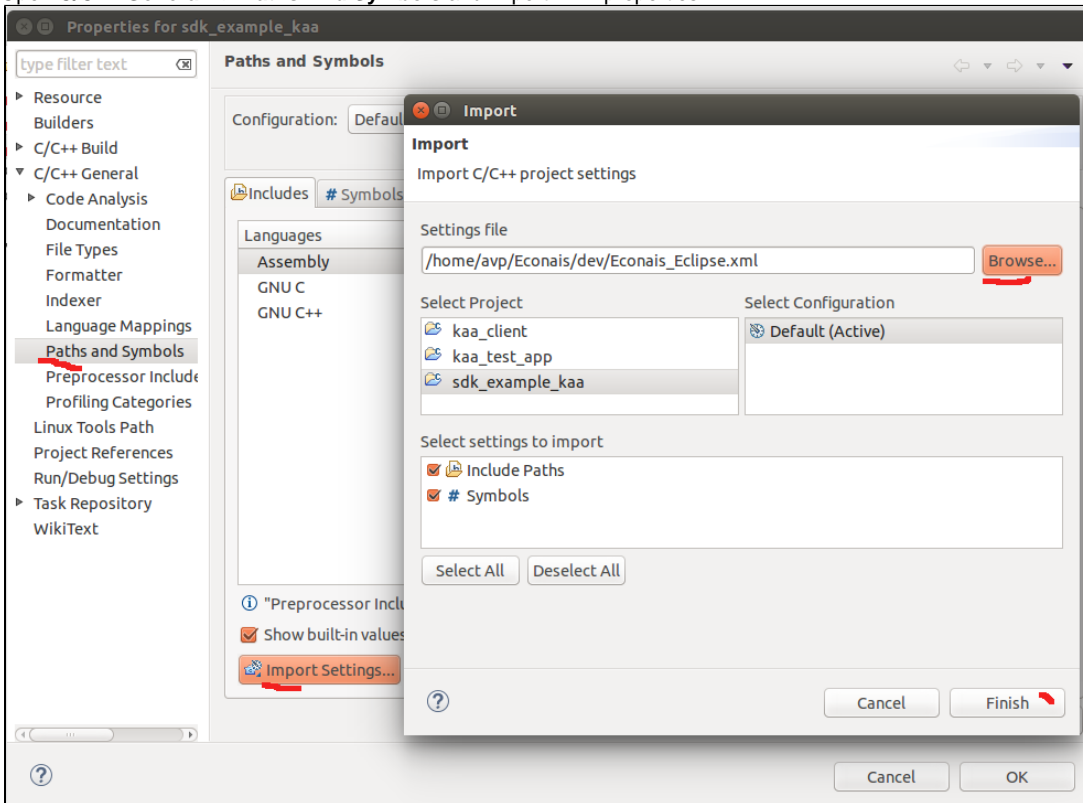 Properties for sdk_example_kaa
type filter text
Resource
Builders
C/C++ Build
C/C++ General
Code Analysis
Documentation
File Types
Formatter
Indexer
Language Mappings
Paths and Symbols
Preprocessor Include
Profiling Categories
Linux Tools Path
Project References
Run/Debug Settings
Task Repository
WikiText
Paths and Symbols
Configuration: Defaul
Includes # Symbols
Languages
Assembly
GNU C
GNU C++
"Preprocessor Inclu
Show built-in values
Import Settings...
Import
Import
Import C/C++ project settings
Settings file
/home/avp/Econais/dev/Econais_Eclipse.xml Browse...
Select Project Select Configuration
kaa_client Default (Active)
kaa_test_app
sdk_example_kaa
Select settings to import
Include Paths
# Symbols
Select All Deselect All
Cancel Finish
Cancel OK